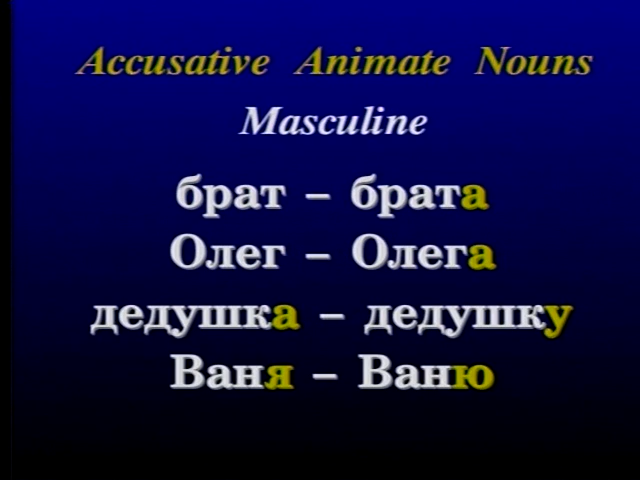 Accusative Animate Nouns
Masculine
брат – брата
Олег – Олега
дедушка – дедушку
Ваня – Ваню